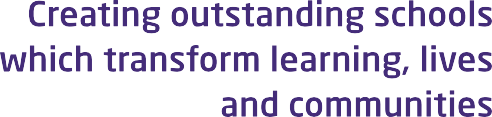 Creating outstanding schools
which transform learning, lives
and communities